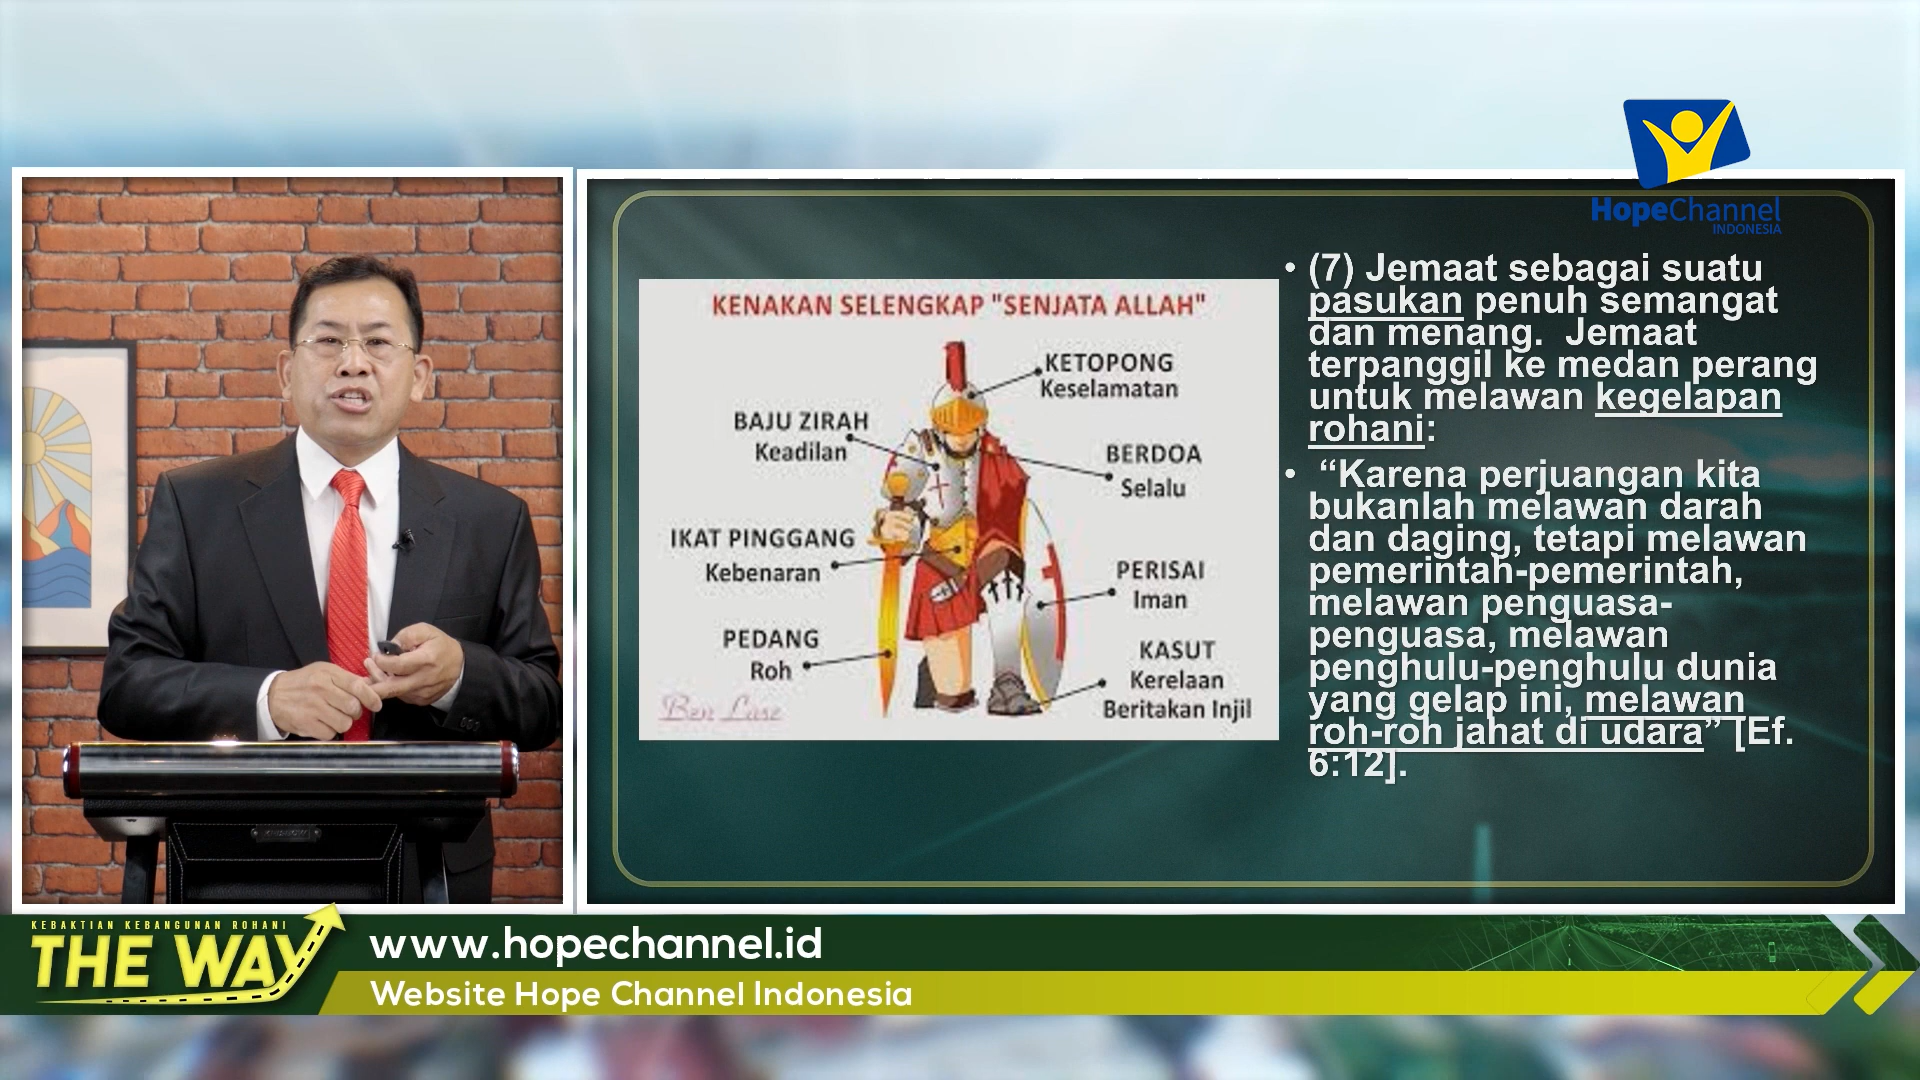 HopeChannel
INDONESIA
KENAKAN SELENGKAP "SENJATA ALLAH"
KETOPONG
Keselamatan
BAJU ZIRAH
Keadilan
BERDOA
Selalu
IKAT PINGGANG
Kebenaran
PERISAI
Iman
PEDANG
Roh
KASUT
Kerelaan
Beritakan Injil
Ben Lase
• (7) Jemaat sebagai suatu
pasukan penuh semangat
dan menang. Jemaat
terpanggil ke medan perang
untuk melawan kegelapan
rohani:
• “Karena perjuangan kita
bukanlah melawan darah
dan daging, tetapi melawan
pemerintah-pemerintah,
melawan penguasa-
penguasa, melawan
penghulu-penghulu dunia
yang gelap ini, melawan
roh-roh jahat di udara” [Ef.
6:12].
KEBAKTIAN KEBANGUNAN ROHANI
THE WAY
www.hopechannel.id
Website Hope Channel Indonesia